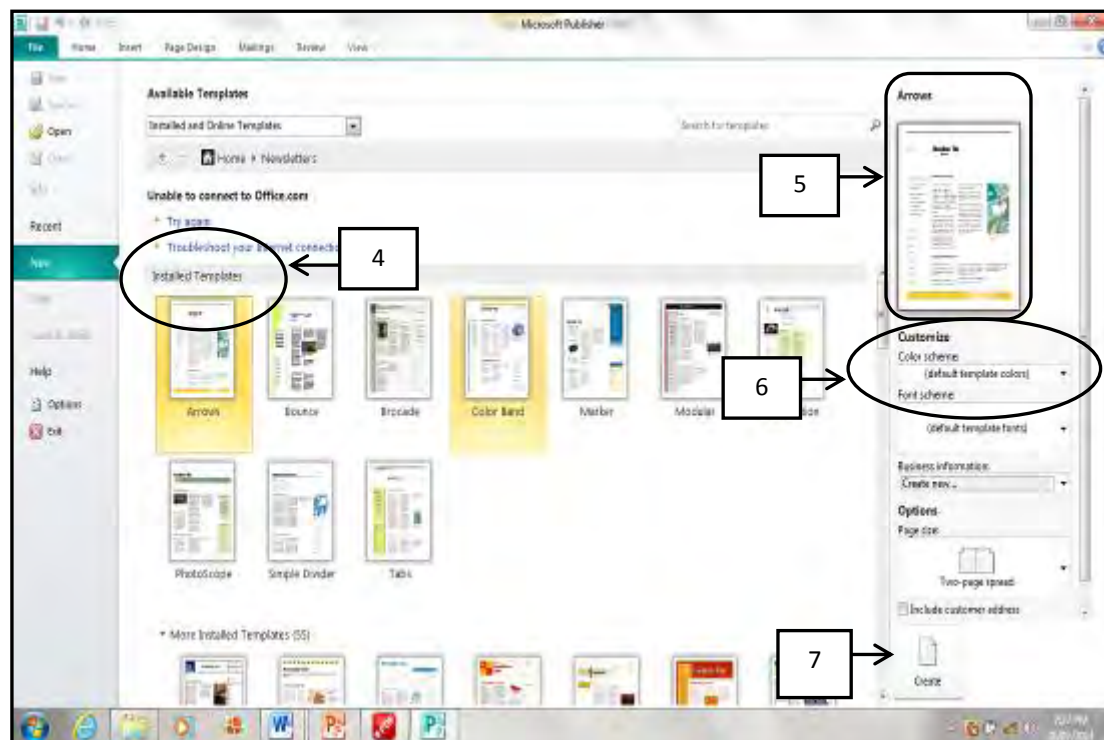 Microsoft Publisher
File Home Insert Page Design Mailings Review View
Open
Recent
New
Help
Options
Exit
Available Templates
Installed and Online Templates
Search for templates
Home Newsletters
Unable to connect to Office.com
Try again
Troubleshoot your internet connectio
Installed Templates
Arrows Bounce Brocade Color Band Marker Modular
PhotoScope Simple Divider Tabs
More Installed Templates (55)
4
5
6
7
Arrows
Customize
Color scheme:
(default template colors)
Font scheme:
(default template fonts)
Business information:
Create new...
Options
Page size:
Two-page spread
Include customer address
Create